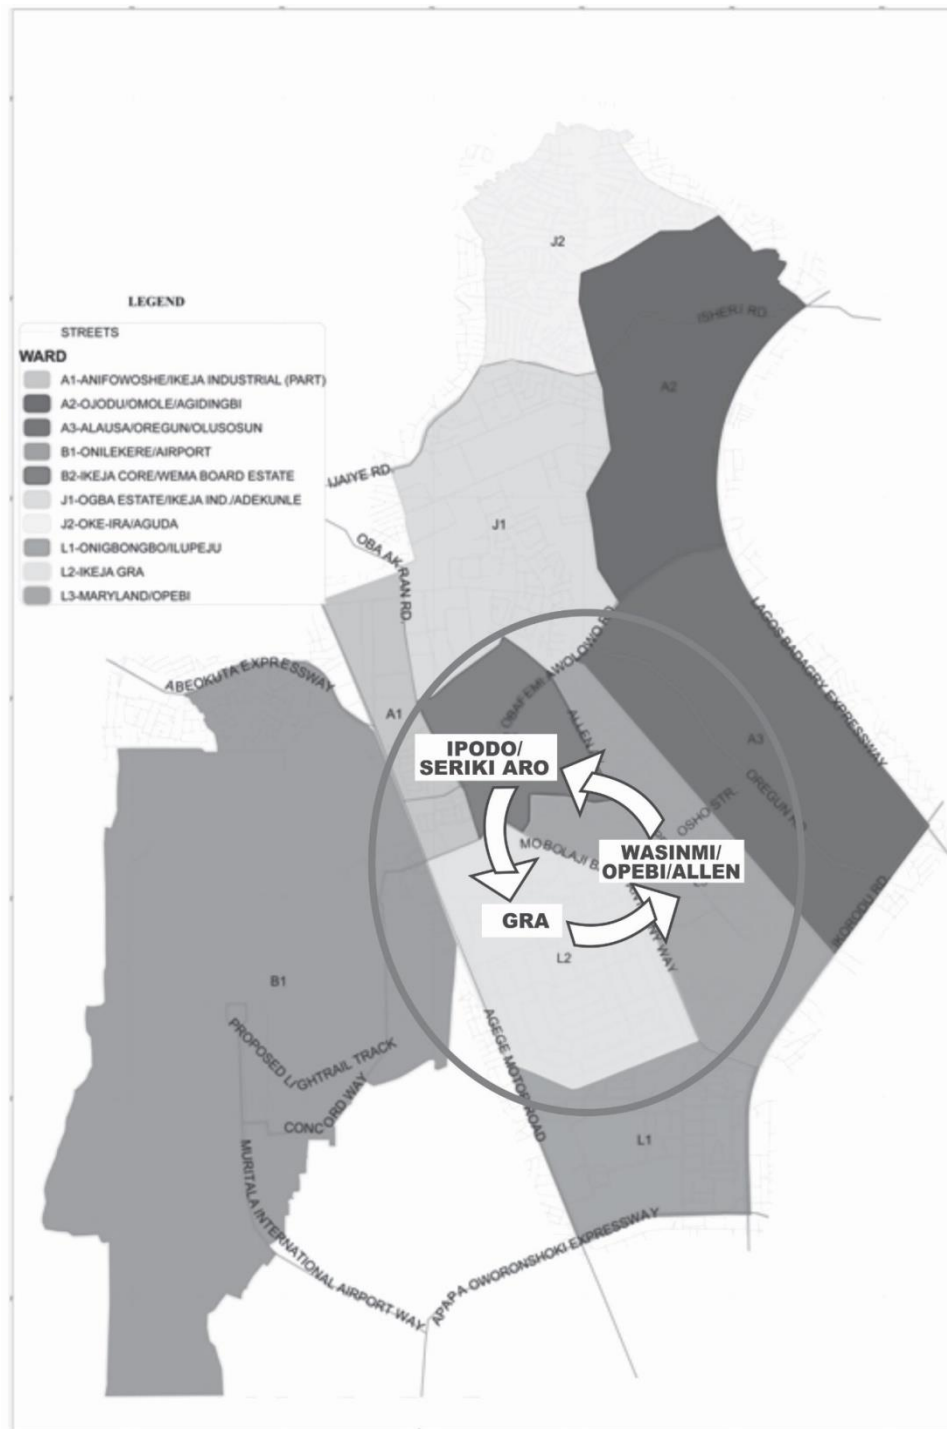 J2
LEGEND
STREETS
WARD
A1-ANIFOWOSHE/IKEJA INDUSTRIAL (PART)
A2-OJODU/OMOLE/AGIDINGBI
A3-ALAUSA/OREGUN/OLUSOSUN
B1-ONILEKERE/AIRPORT
B2-IKEJA CORE/WEMA BOARD ESTATE
J1-OGBA ESTATE/IKEJA IND./ADEKUNLE
J2-OKE-IRA/AGUDA
L1-ONIGBONGBO/ILUPEJU
L2-IKEJA GRA
L3-MARYLAND/OPEBI
ISHERI RD.
A2
IJAIYE RD.
J1
OBA AKRAN RD.
LAGOS BADAGRY EXPRESSWAY
ABEOKUTA EXPRESSWAY
OBAFEMI AWOLOWO RD
A1
ALLEN
A3
IPODO/
SERIKI ARO
OSHO STR.
OREGUN RD.
MOBOLAJI B
WASINMI/
OPEBI/ALLEN
GRA
NY WAY
IKORODU RD
L2
B1
AGEGE MOTOR ROAD
PROPOSED LIGHTRAIL TRACK
CONCORD WAY
L1
MURITALA INTERNATIONAL AIRPORT WAY
APAPA OWORONSHOKI EXPRESSWAY